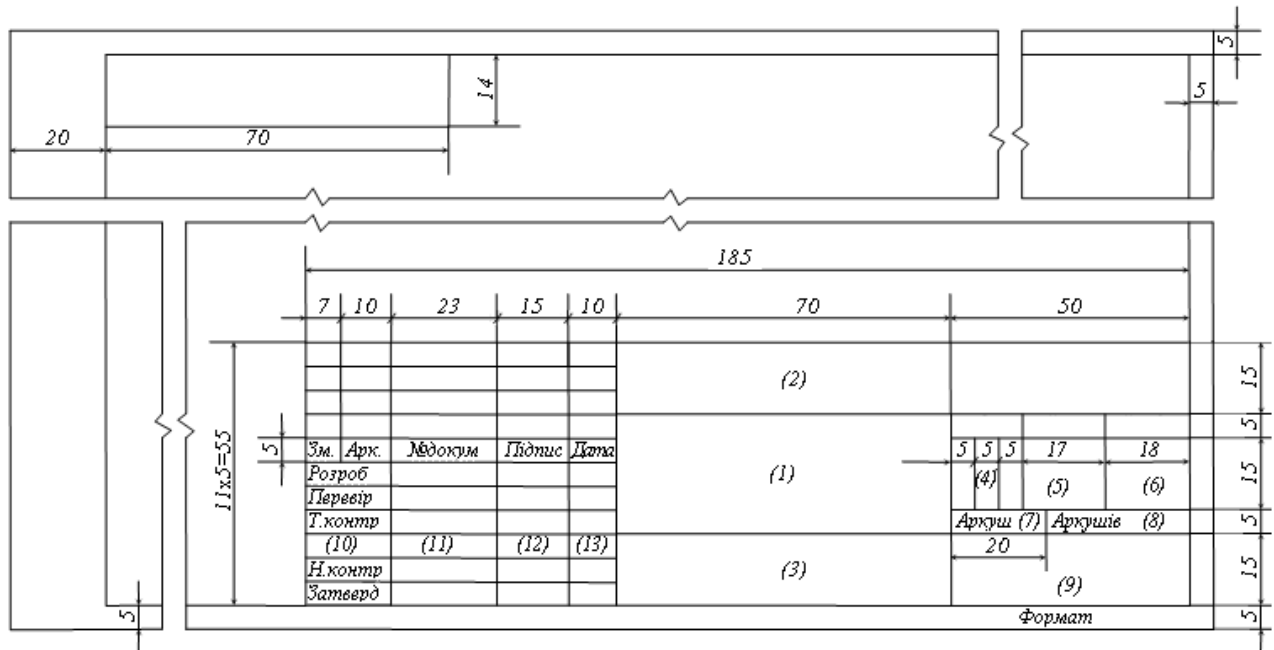 5
14
5
20 70
185
7 10 23 15 10 70 50
(2) 15
5
11x5=55 5 Зм. Арк. №докум Підпис Дата (1) 5 5 5 17 18
Розроб (4) (5) (6) 15
Перевір
Т.контр Аркуш (7) Аркушів (8) 5
(10) (11) (12) (13) 20
Н.контр (3) (9) 15
Затверд
5 Формат 5